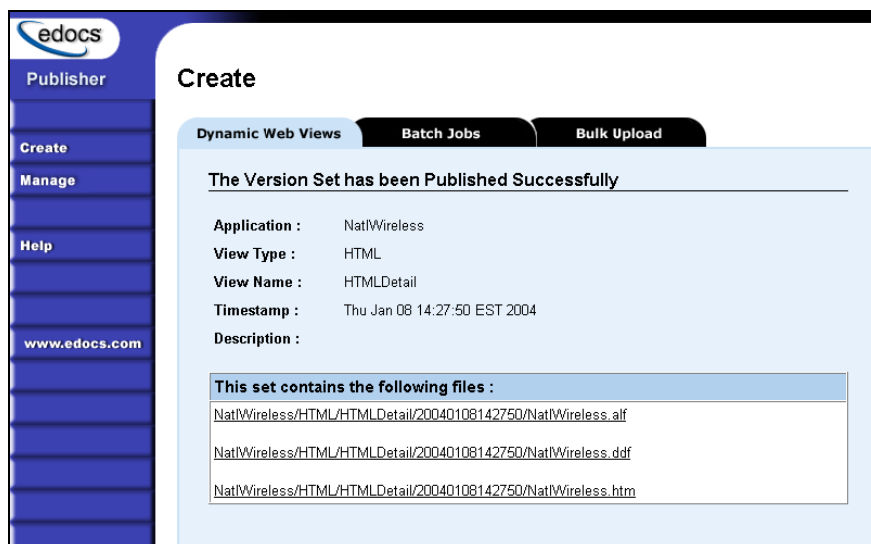 edocs
Publisher
Create
Manage
Help
www.edocs.com
Create
Dynamic Web Views
Batch Jobs
Bulk Upload
The Version Set has been Published Successfully
Application : NatlWireless
View Type : HTML
View Name : HTMLDetail
Timestamp : Thu Jan 08 14:27:50 EST 2004
Description :
This set contains the following files :
NatlWireless/HTML/HTMLDetail/20040108142750/NatlWireless.alf
NatlWireless/HTML/HTMLDetail/20040108142750/NatlWireless.ddf
NatlWireless/HTML/HTMLDetail/20040108142750/NatlWireless.htm